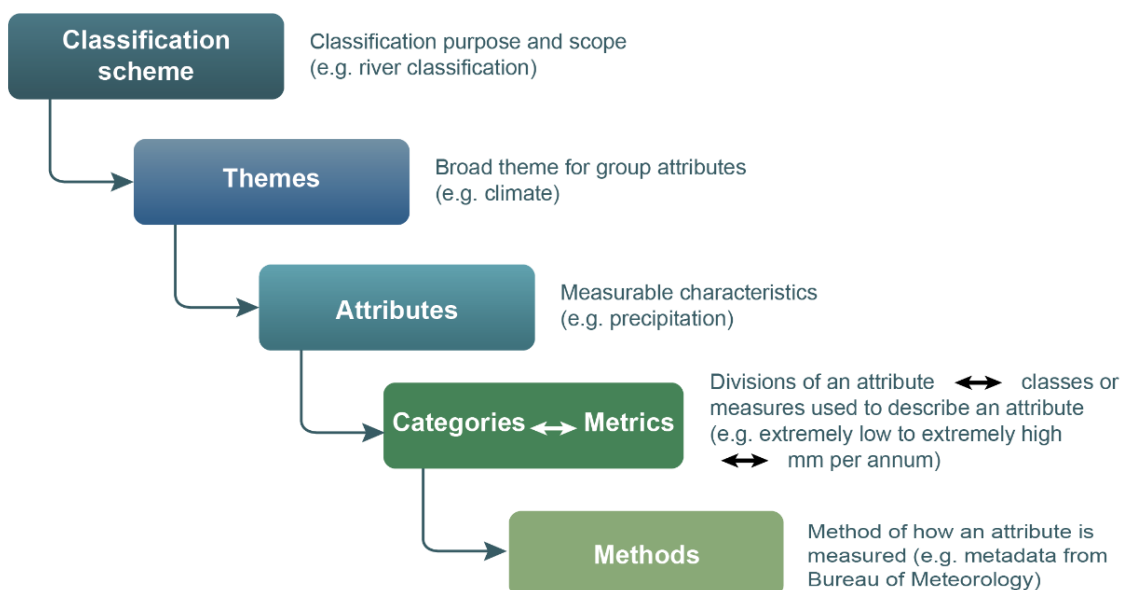 Classification
scheme
Classification purpose and scope
(e.g. river classification)
Themes
Broad theme for group attributes
(e.g. climate)
Attributes
Measurable characteristics
(e.g. precipitation)
Categories ↔ Metrics
Divisions of an attribute ↔ classes or
measures used to describe an attribute
(e.g. extremely low to extremely high
↔ mm per annum)
Methods
Method of how an attribute is
measured (e.g. metadata from
Bureau of Meteorology)